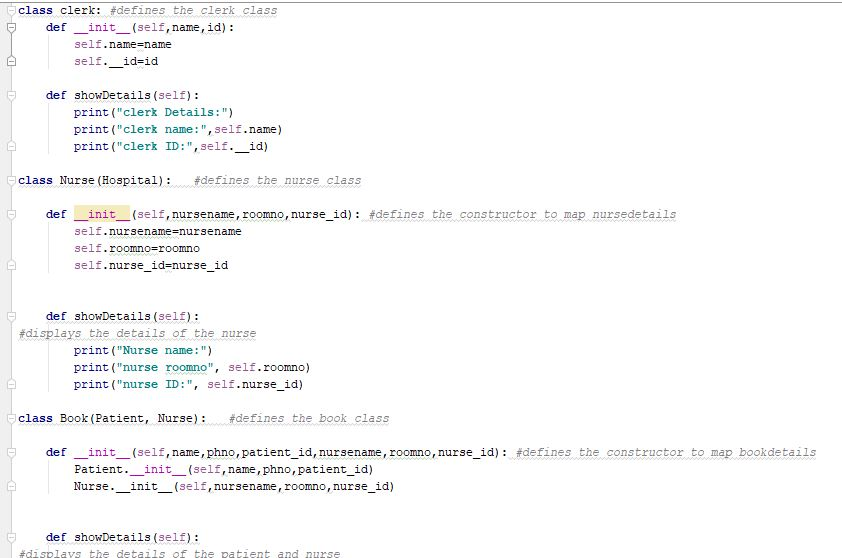 class clerk: #defines the clerk class
def __init__(self,name,id):
self.name=name
self.__id=id
def showDetails(self):
print("clerk Details:")
print("clerk name:",self.name)
print("clerk ID:",self.__id)
class Nurse(Hospital):   #defines the nurse class
def __init__(self,nursename,roomno,nurse_id): #defines the constructor to map nursedetails
self.nursename=nursename
self.roomno=roomno
self.nurse_id=nurse_id
def showDetails(self):
#displays the details of the nurse
print("Nurse name:")
print("nurse roomno", self.roomno)
print("nurse ID:", self.nurse_id)
class Book(Patient, Nurse):   #defines the book class
def __init__(self,name,phno,patient_id,nursename,roomno,nurse_id): #defines the constructor to map bookdetails
Patient.__init__(self,name,phno,patient_id)
Nurse.__init__(self,nursename,roomno,nurse_id)
def showDetails(self):
#displays the details of the patient and nurse